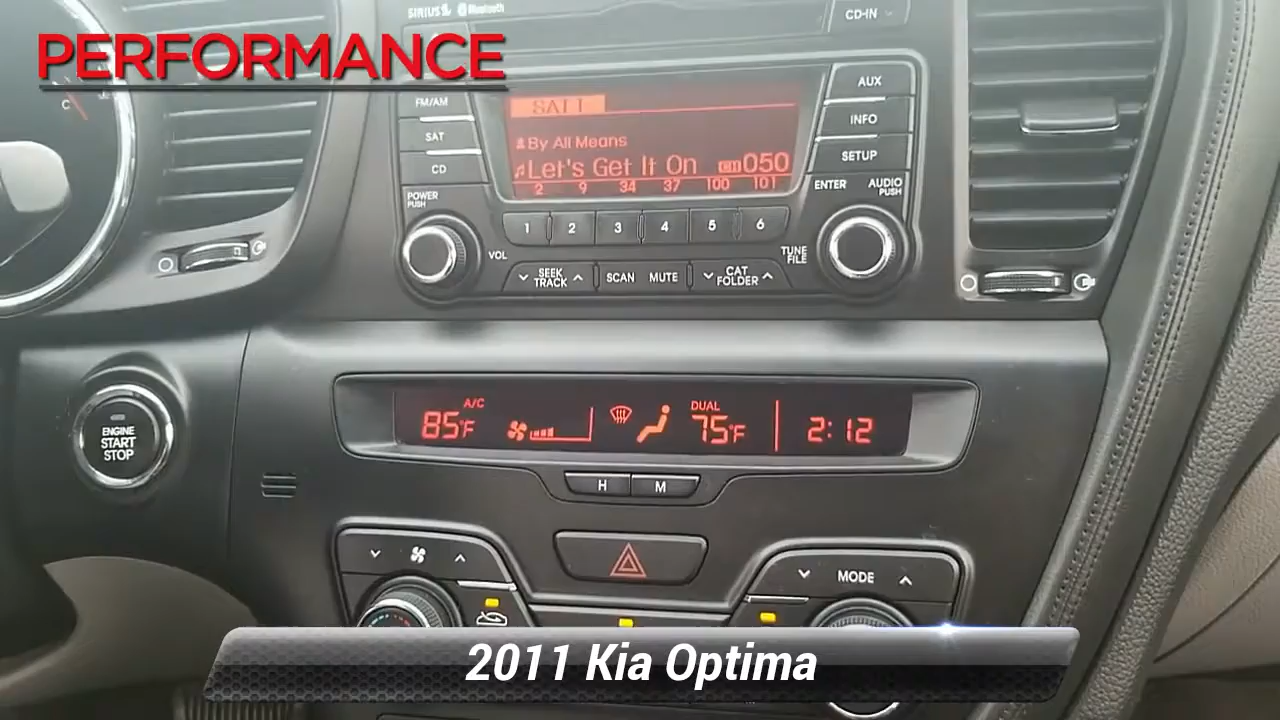 SIRIUS Bluetooth
CD-IN
PERFORMANCE
C
FM/AM
SAT
CD
POWER
PUSH
VOL
SAT1
By All Means
Let's Get It On CH 050
2 9 34 37 100 101
1 2 3 4 5 6
SEEK
TRACK
SCAN
MUTE
CAT
FOLDER
AUX
INFO
SETUP
ENTER
AUDIO
PUSH
TUNE
FILE
ENGINE
START
STOP
85°F A/C
DUAL
75°F
2:12
H M
MODE
2011 Kia Optima